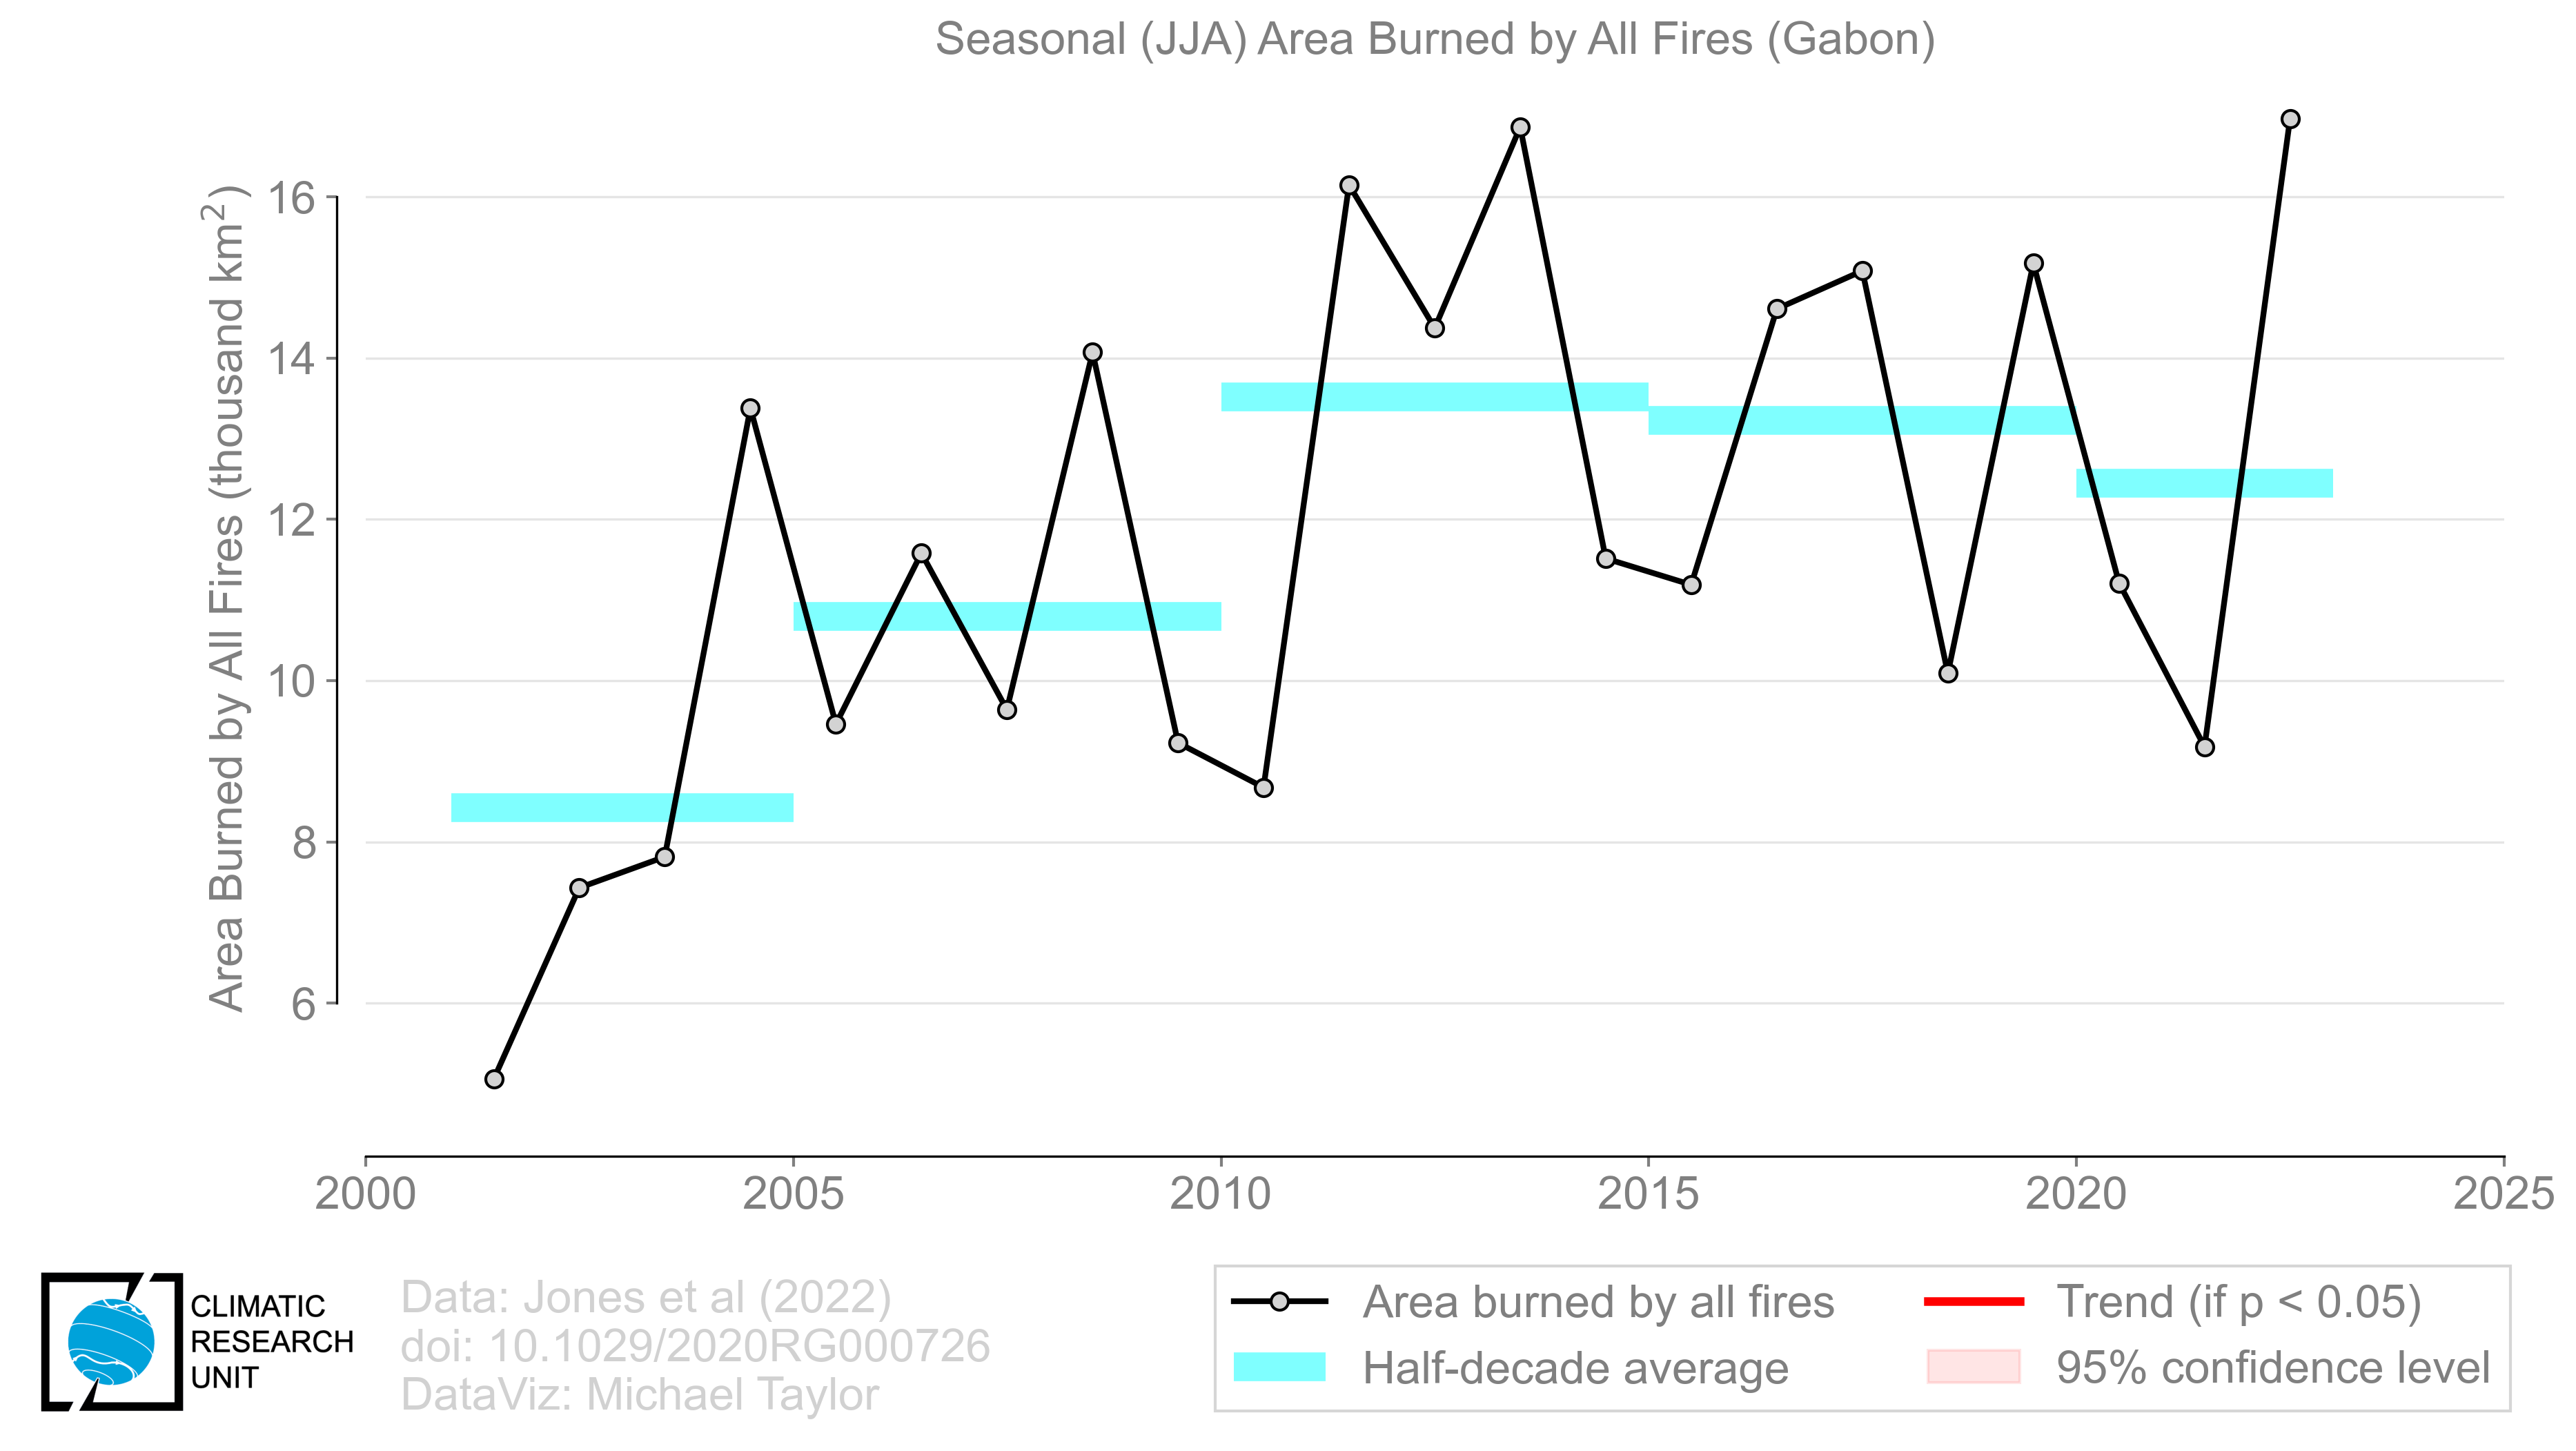 Seasonal (JJA) Area Burned by All Fires (Gabon)
Area Burned by All Fires (thousand km²)
16
14
12
10
8
6
2000
2005
2010
2015
2020
2025
CLIMATIC
RESEARCH
UNIT
Data: Jones et al (2022)
doi: 10.1029/2020RG000726
DataViz: Michael Taylor
Area burned by all fires
Half-decade average
Trend (if p < 0.05)
95% confidence level